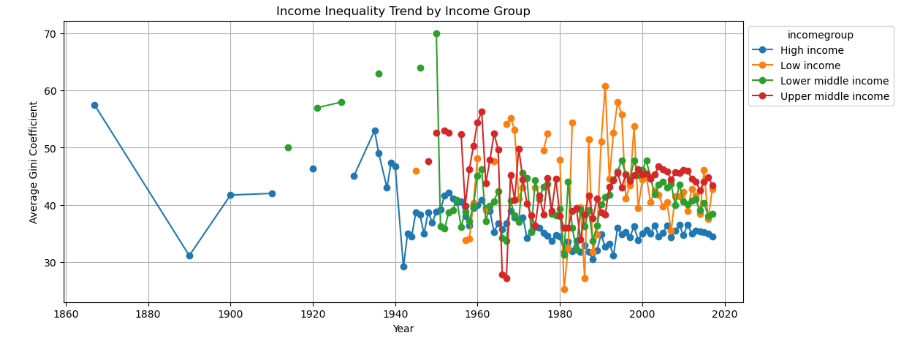 Income Inequality Trend by Income Group
incomegroup
High income
Low income
Lower middle income
Upper middle income
Average Gini Coefficient
70
60
50
40
30
1860 1880 1900 1920 1940 1960 1980 2000 2020
Year